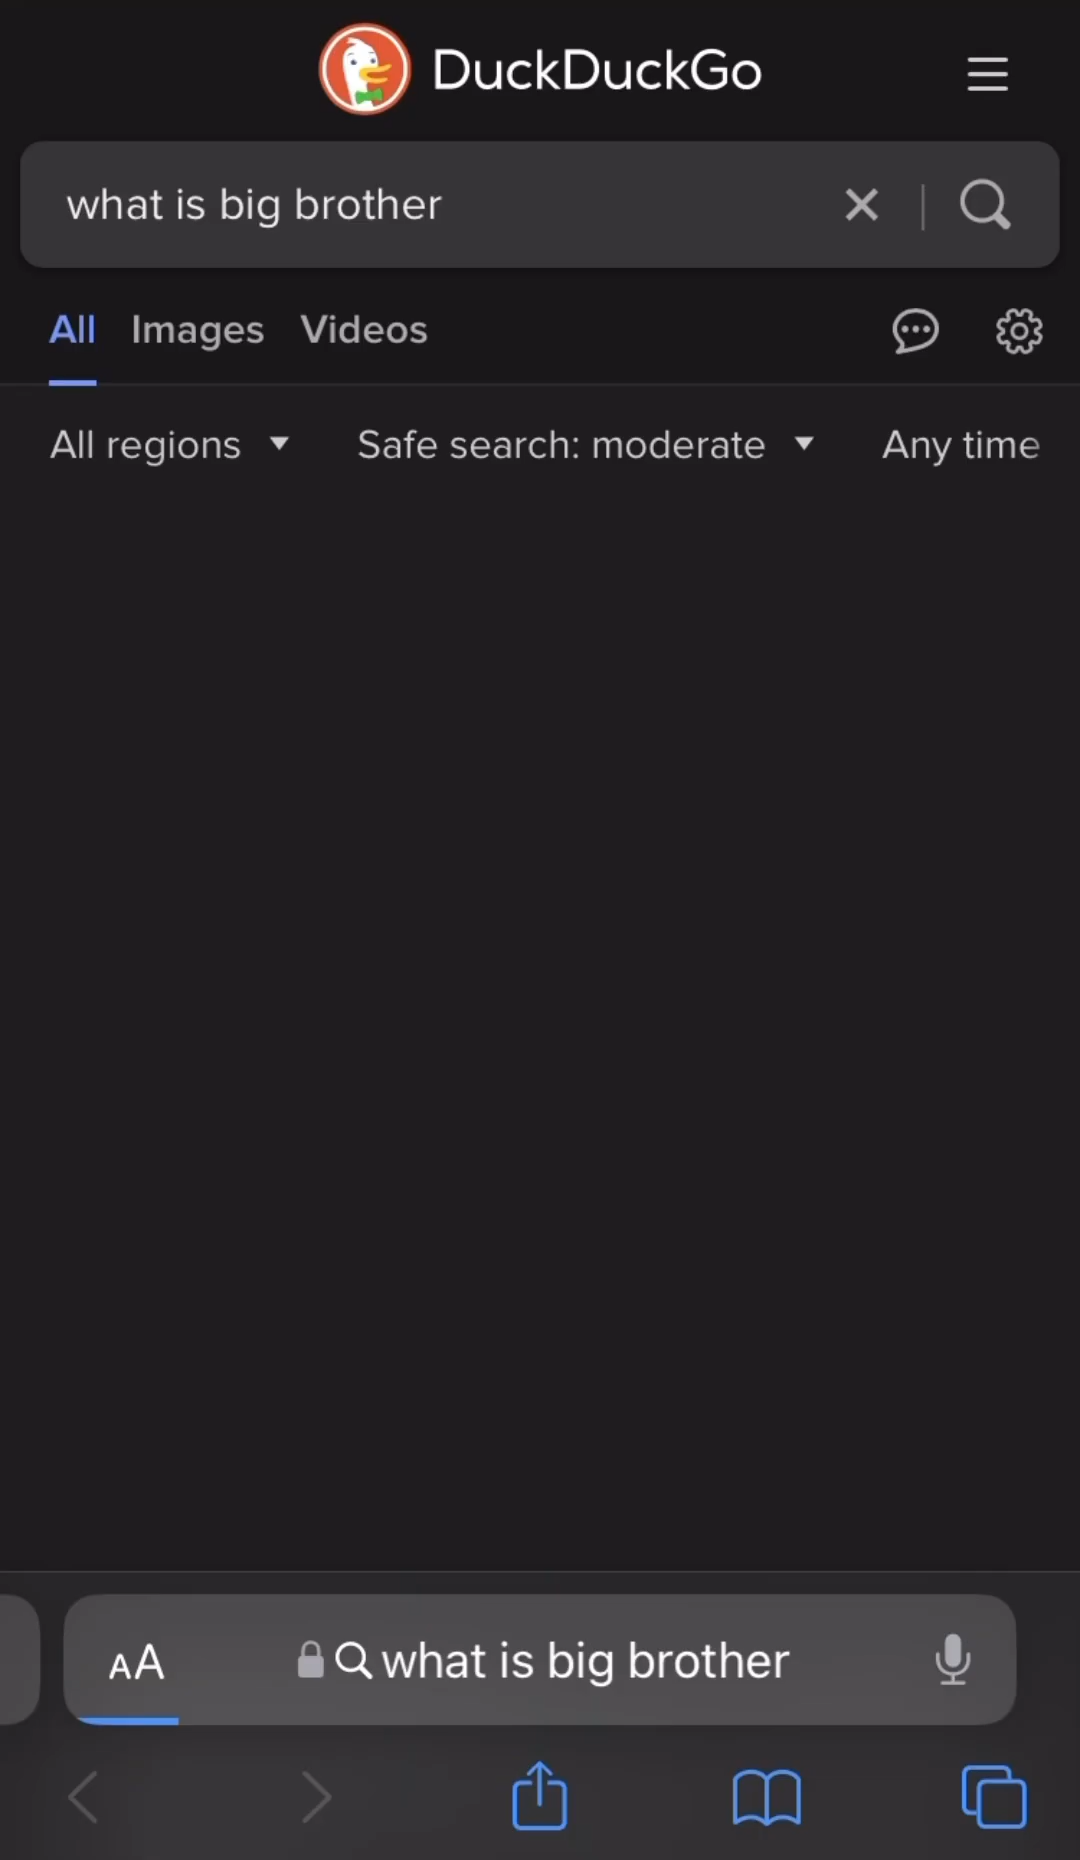 DuckDuckGo
what is big brother
All Images Videos
All regions Safe search: moderate Any time
AA what is big brother